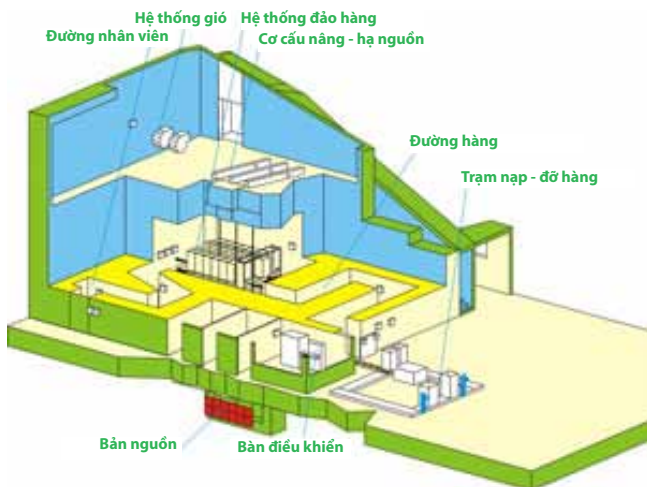 Hệ thống gió Hệ thống đảo hàng
Đường nhân viên Cơ cấu nâng - hạ nguồn
Đường hàng
Trạm nạp - đỡ hàng
Bản nguồn
Bàn điều khiển